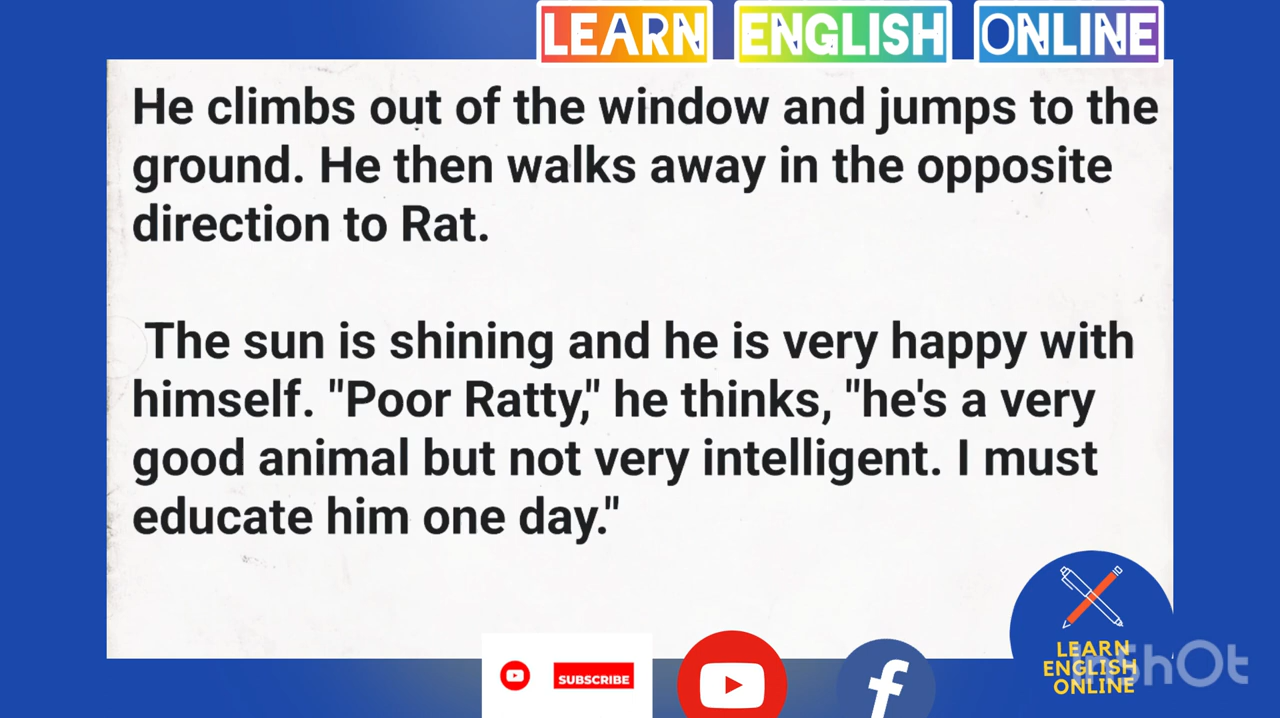 LEARN ENGLISH ONLINE
He climbs out of the window and jumps to the
ground. He then walks away in the opposite
direction to Rat.
The sun is shining and he is very happy with
himself. "Poor Ratty," he thinks, "he's a very
good animal but not very intelligent. I must
educate him one day."
SUBSCRIBE
LEARN
ENGLISH
ONLINE
InShOt